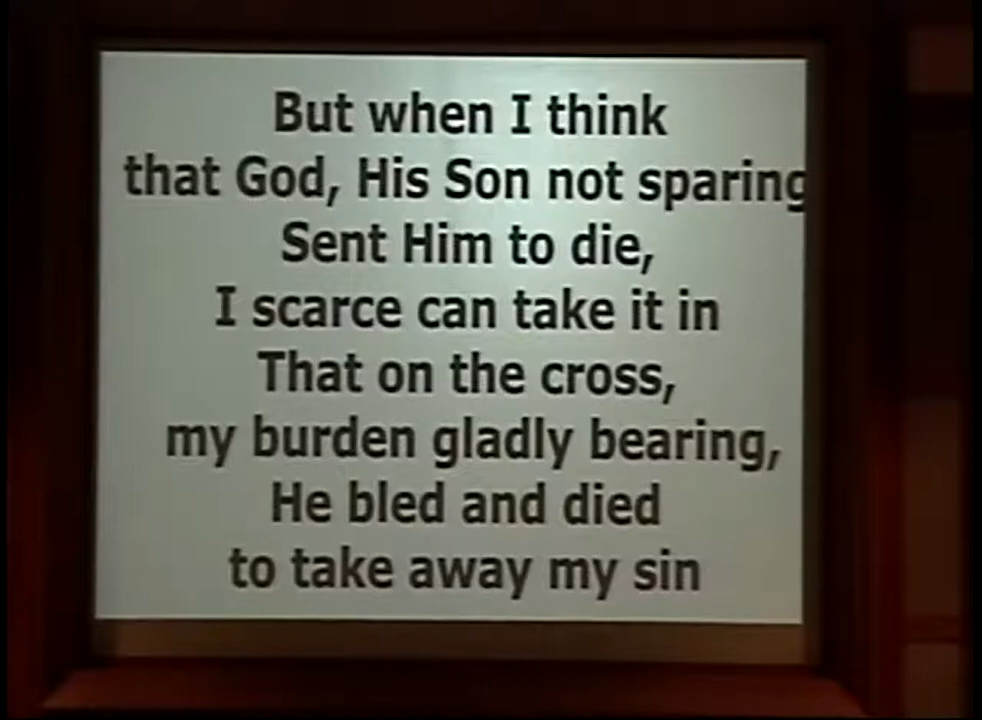 But when I think
that God, His Son not sparing
Sent Him to die,
I scarce can take it in
That on the cross,
my burden gladly bearing,
He bled and died
to take away my sin